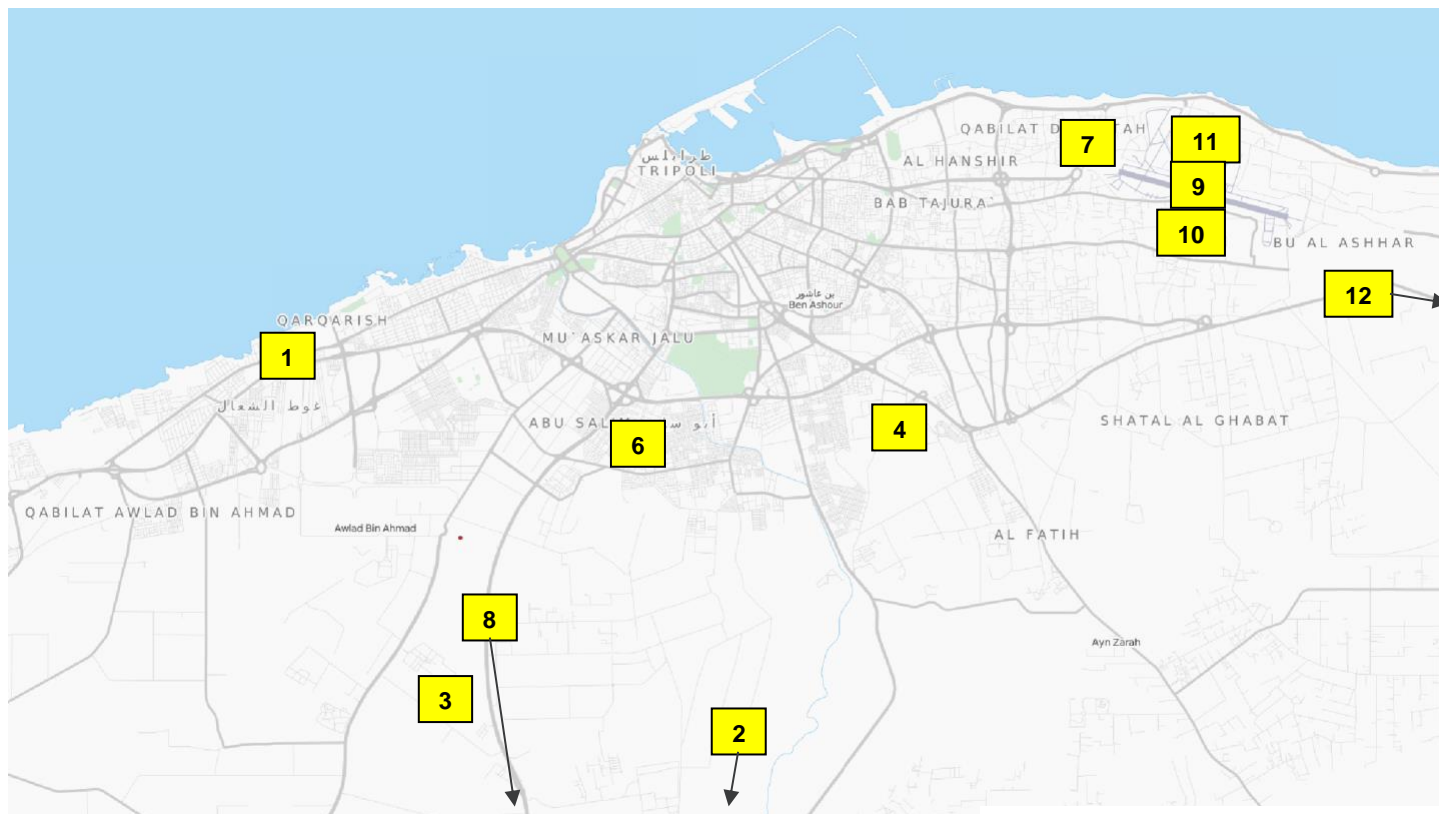 QABILAT D TAH
11
7
طرابلس
TRIPOLI
AL HANSHIR
9
BAB TAJURA`
10
BU AL ASHHAR
12
بن عاشور
Ben Ashour
QARQARISH
1
MU`ASKAR JALU
غوط الشعال
ABU SAL
أبو س
6
4
SHATAL AL GHABAT
QABILAT AWLAD BIN AHMAD
Awlad Bin Ahmad
AL FATIH
8
Ayn Zarah
3
2